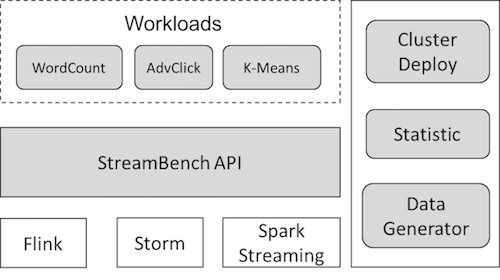 Workloads
WordCount
AdvClick
K-Means
StreamBench API
Flink
Storm
Spark
Streaming
Cluster
Deploy
Statistic
Data
Generator